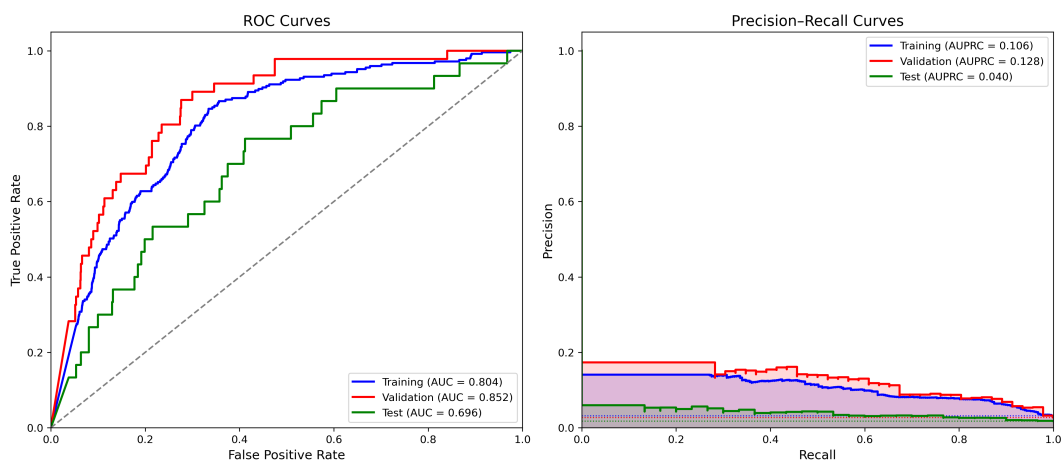 ROC Curves
True Positive Rate
1.0
0.8
0.6
0.4
0.2
0.0
0.0 0.2 0.4 0.6 0.8 1.0
False Positive Rate
Training (AUC = 0.804)
Validation (AUC = 0.852)
Test (AUC = 0.696)
Precision–Recall Curves
Precision
1.0
0.8
0.6
0.4
0.2
0.0
0.0 0.2 0.4 0.6 0.8 1.0
Recall
Training (AUPRC = 0.106)
Validation (AUPRC = 0.128)
Test (AUPRC = 0.040)